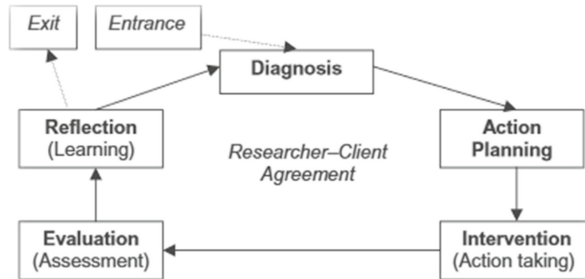 Exit
Entrance
Diagnosis
Reflection
(Learning)
Action
Planning
Researcher–Client
Agreement
Evaluation
(Assessment)
Intervention
(Action taking)